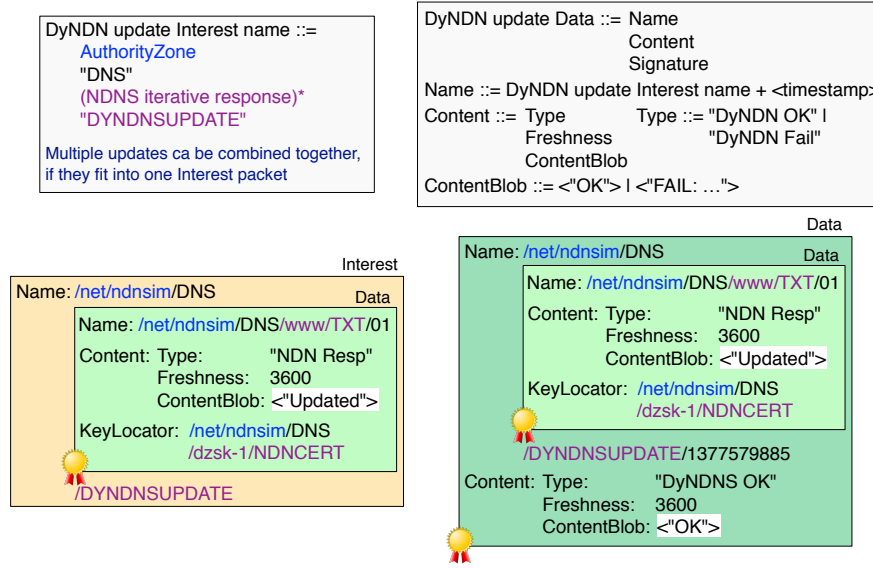 DyNDN update Interest name ::=
AuthorityZone
"DNS"
(NDNS iterative response)*
"DYNDNSUPDATE"
Multiple updates ca be combined together,
if they fit into one Interest packet
DyNDN update Data ::= Name
Content
Signature
Name ::= DyNDN update Interest name + <timestamp>
Content ::= Type Type ::= "DyNDN OK" |
Freshness "DyNDN Fail"
ContentBlob
ContentBlob ::= <"OK"> | <"FAIL: …">
Interest
Name: /net/ndnsim/DNS
Data
Name: /net/ndnsim/DNS/www/TXT/01
Content: Type: "NDN Resp"
Freshness: 3600
ContentBlob: <"Updated">
KeyLocator: /net/ndnsim/DNS
/dzsk-1/NDNCERT
/DYNDNSUPDATE
Data
Name: /net/ndnsim/DNS
Data
Name: /net/ndnsim/DNS/www/TXT/01
Content: Type: "NDN Resp"
Freshness: 3600
ContentBlob: <"Updated">
KeyLocator: /net/ndnsim/DNS
/dzsk-1/NDNCERT
/DYNDNSUPDATE/1377579885
Content: Type: "DyNDNS OK"
Freshness: 3600
ContentBlob: <"OK">